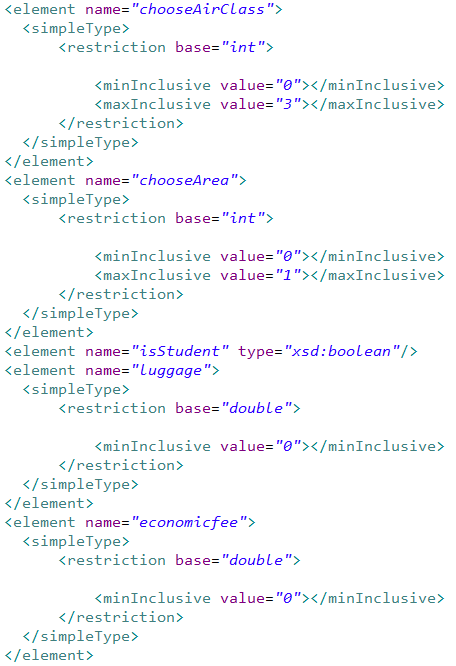 <element name="chooseAirClass">
  <simpleType>
      <restriction base="int">
          <minInclusive value="0"></minInclusive>
          <maxInclusive value="3"></maxInclusive>
      </restriction>
  </simpleType>
</element>
<element name="chooseArea">
  <simpleType>
      <restriction base="int">
          <minInclusive value="0"></minInclusive>
          <maxInclusive value="1"></maxInclusive>
      </restriction>
  </simpleType>
</element>
<element name="isStudent" type="xsd:boolean"/>
<element name="luggage">
  <simpleType>
      <restriction base="double">
          <minInclusive value="0"></minInclusive>
      </restriction>
  </simpleType>
</element>
<element name="economicfee">
  <simpleType>
      <restriction base="double">
          <minInclusive value="0"></minInclusive>
      </restriction>
  </simpleType>
</element>